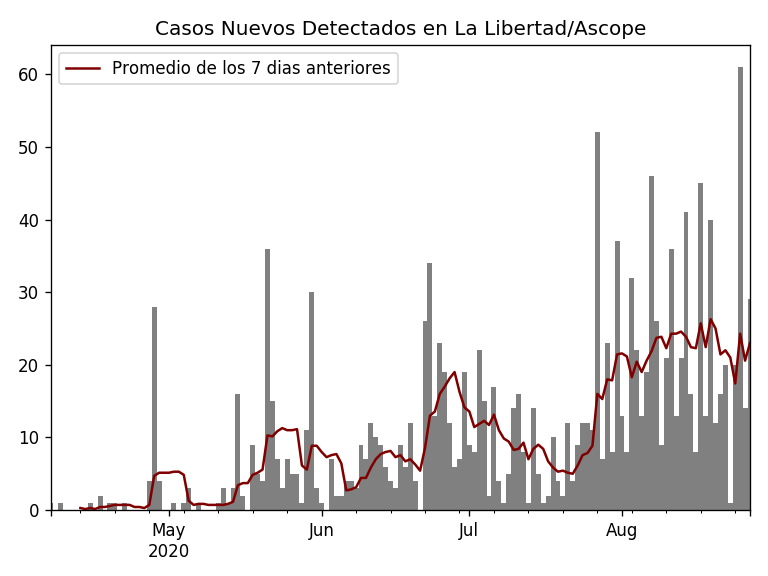 Casos Nuevos Detectados en La Libertad/Ascope
Promedio de los 7 dias anteriores
60
50
40
30
20
10
0
May
2020
Jun
Jul
Aug